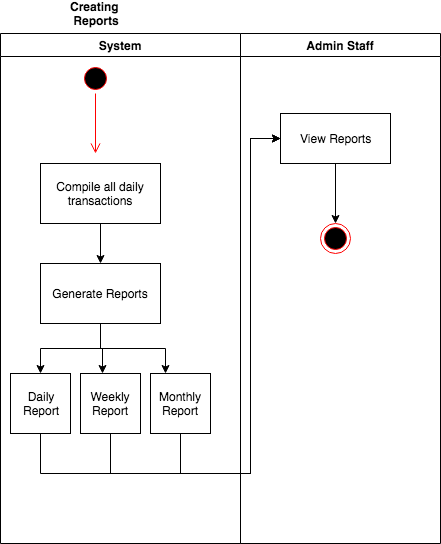 Creating
Reports
System
Admin Staff
View Reports
Compile all daily
transactions
Generate Reports
Daily
Report
Weekly
Report
Monthly
Report